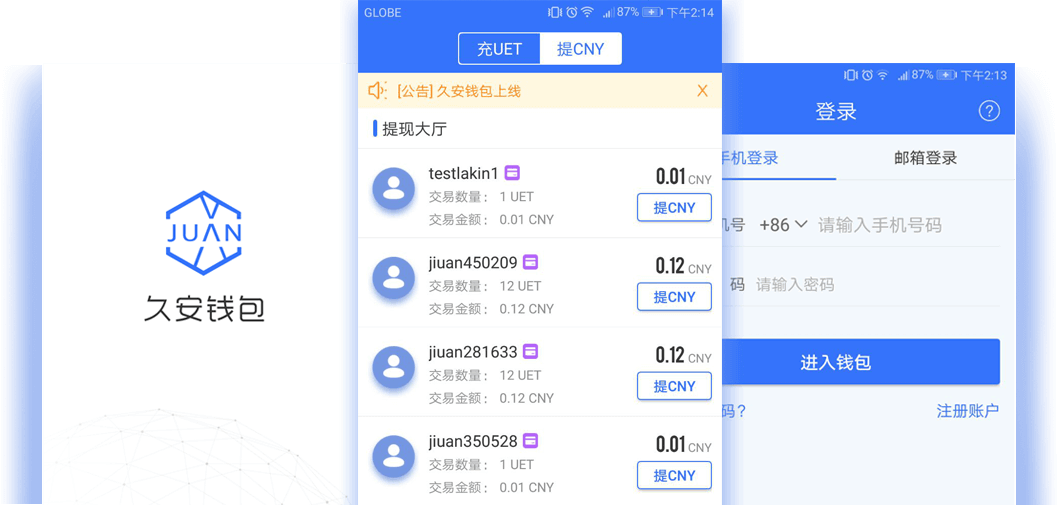 JUAN
久安钱包
GLOBE 87% 下午2:14
充UET 提CNY
[公告] 久安钱包上线 X
提现大厅
testlakin1 0.01 CNY
交易数量： 1 UET
交易金额： 0.01 CNY
提CNY
jiuan450209 0.12 CNY
交易数量： 12 UET
交易金额： 0.12 CNY
提CNY
jiuan281633 0.12 CNY
交易数量： 12 UET
交易金额： 0.12 CNY
提CNY
jiuan350528 0.01 CNY
交易数量： 1 UET
交易金额： 0.01 CNY
提CNY
87% 下午2:13
登录 ?
手机登录 邮箱登录
机号 +86 请输入手机号码
码 请输入密码
进入钱包
码? 注册账户